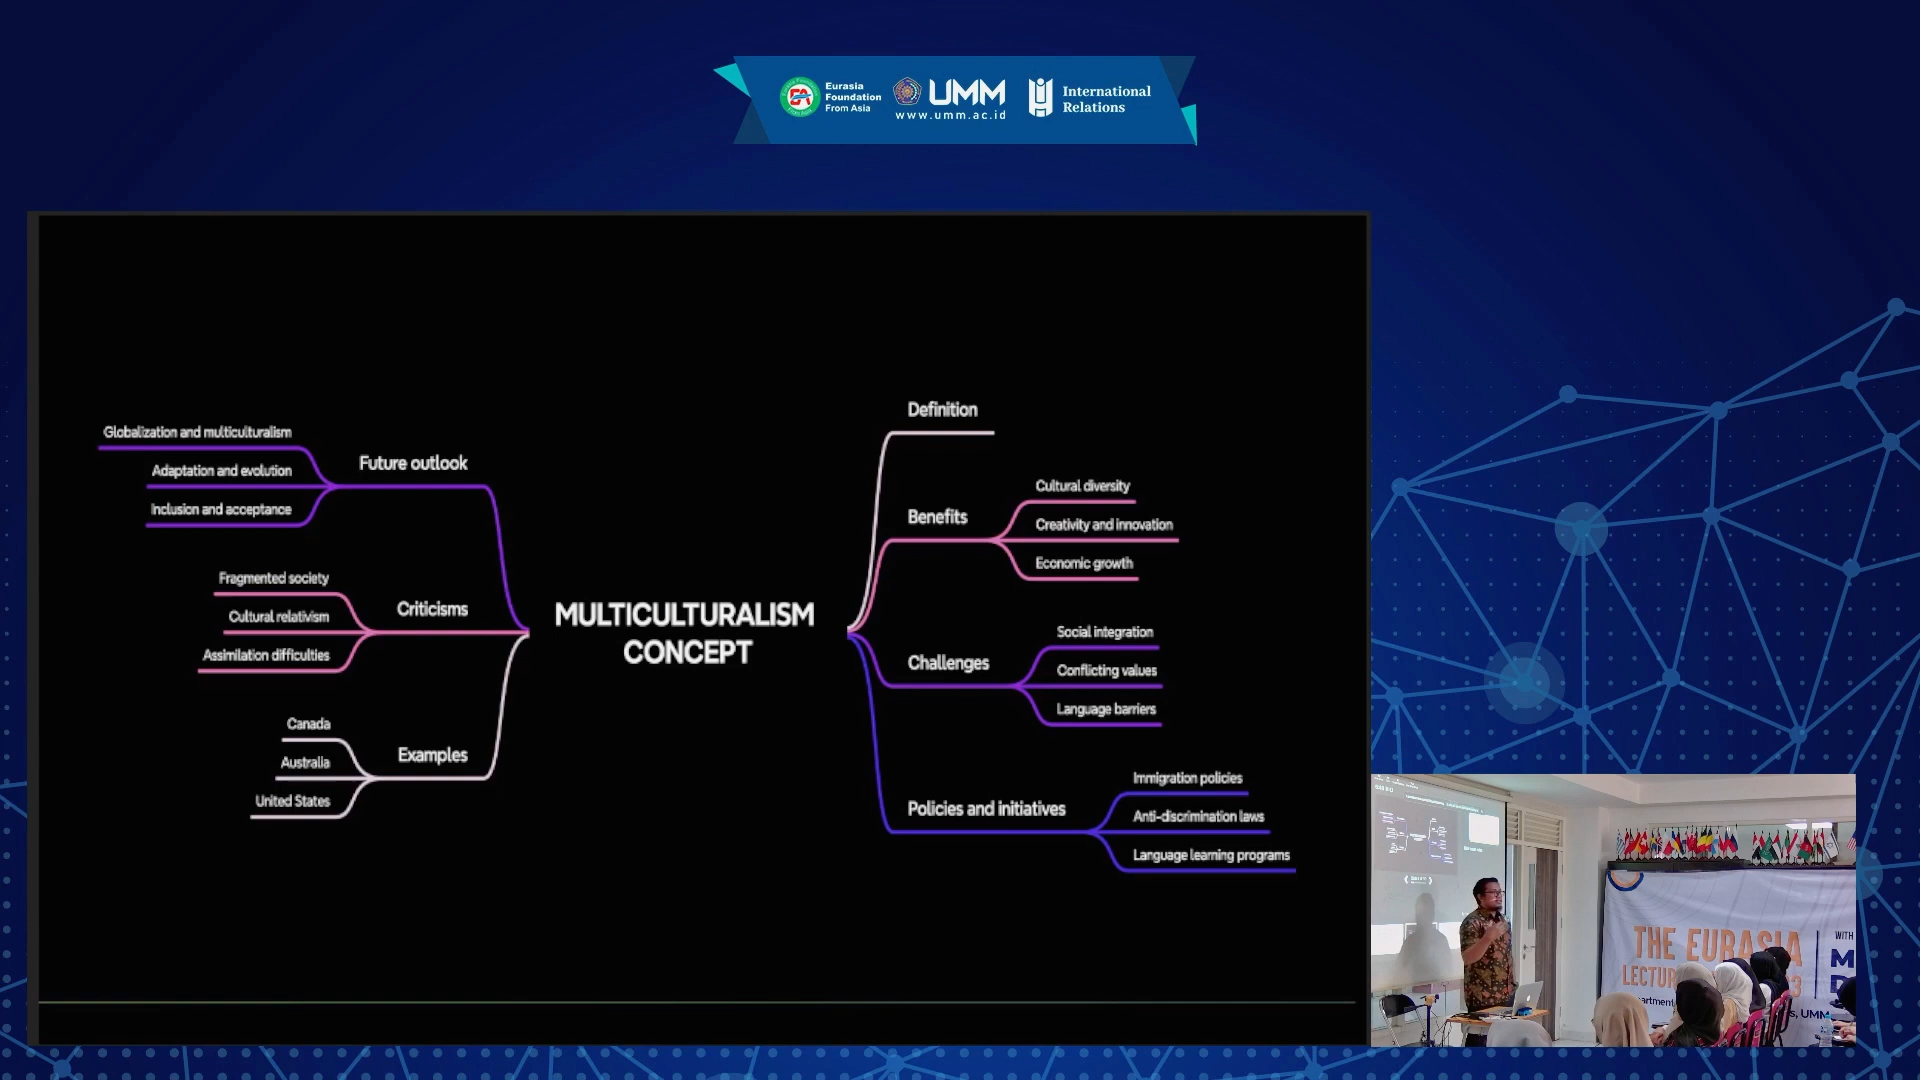 Eurasia
Foundation
From Asia
UMM
www.umm.ac.id
International
Relations
Globalization and multiculturalism
Adaptation and evolution
Inclusion and acceptance
Future outlook
Fragmented society
Cultural relativism
Assimilation difficulties
Criticisms
Canada
Australia
United States
Examples
MULTICULTURALISM
CONCEPT
Definition
Benefits
Cultural diversity
Creativity and innovation
Economic growth
Challenges
Social integration
Conflicting values
Language barriers
Policies and initiatives
Immigration policies
Anti-discrimination laws
Language learning programs
THE EURASIA
WITH
UMM